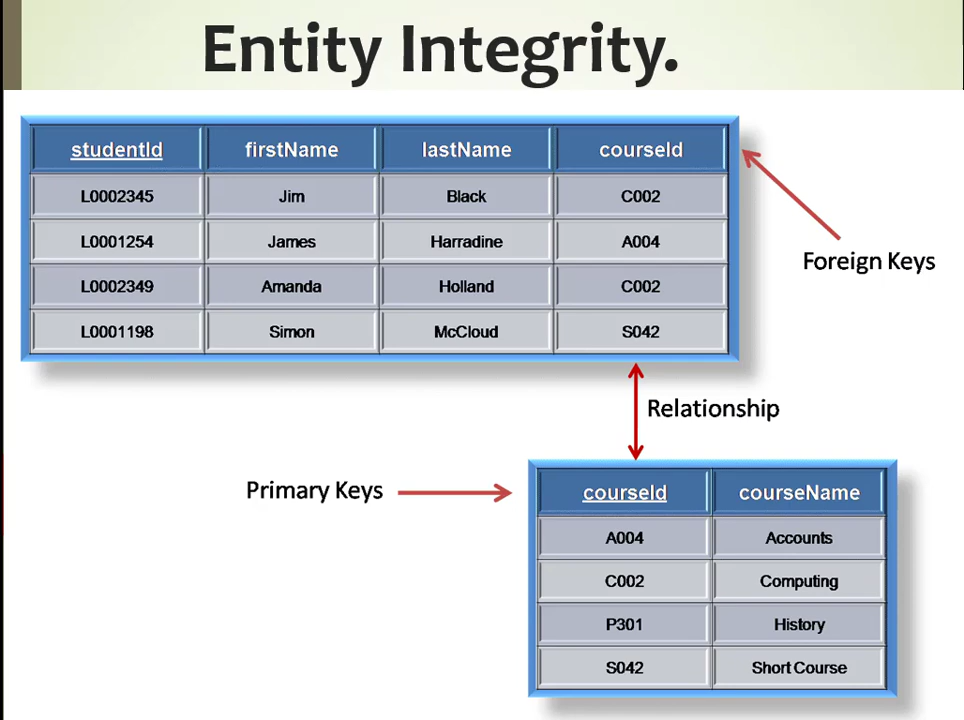 Entity Integrity.
studentId firstName lastName courseId
L0002345 Jim Black C002
L0001254 James Harradine A004
Foreign Keys
L0002349 Amanda Holland C002
L0001198 Simon McCloud S042
Relationship
Primary Keys
courseId courseName
A004 Accounts
C002 Computing
P301 History
S042 Short Course